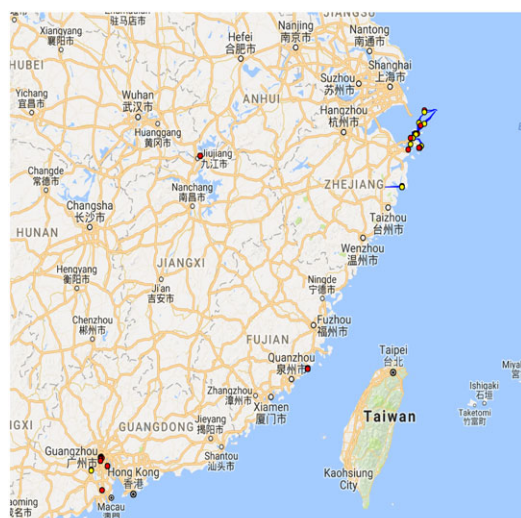 JIANGSU
Zhumadian
驻马店市
Nanjing
南京市
Nantong
南通市
Xiangyang
襄阳市
Hefei
合肥市
HUBEI
Suzhou
苏州市
Shanghai
上海市
Yichang
宜昌市
ANHUI
Wuhan
武汉市
Hangzhou
杭州市
Huanggang
黄冈市
Jiujiang
九江市
Changde
常德市
Nanchang
南昌市
ZHEJIANG
Changsha
长沙市
Taizhou
台州市
HUNAN
Wenzhou
温州市
JIANGXI
Hengyang
衡阳市
Ji'an
吉安市
Ningde
宁德市
Chenzhou
郴州市
Fuzhou
福州市
FUJIAN
Taipei
台北
Quanzhou
泉州市
Ishigaki
石垣
Zhangzhou
漳州市
Xiamen
厦门市
Taketomi
竹富町
GUANGDONG
Jieyang
揭阳市
Taiwan
Guangzhou
广州市
Shantou
汕头市
Hong Kong
香港
Kaohsiung
City
Macau